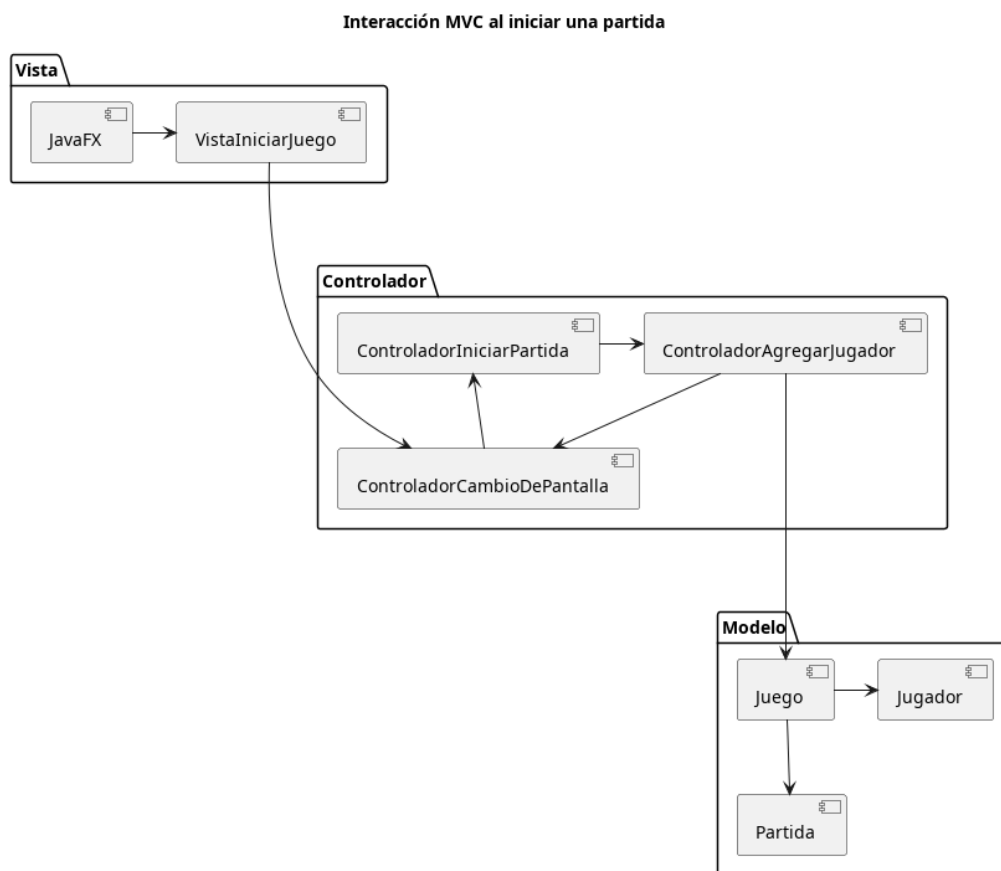 Interacción MVC al iniciar una partida
Vista
JavaFX
VistaIniciarJuego
Controlador
ControladorIniciarPartida
ControladorAgregarJugador
ControladorCambioDePantalla
Modelo
Juego
Jugador
Partida